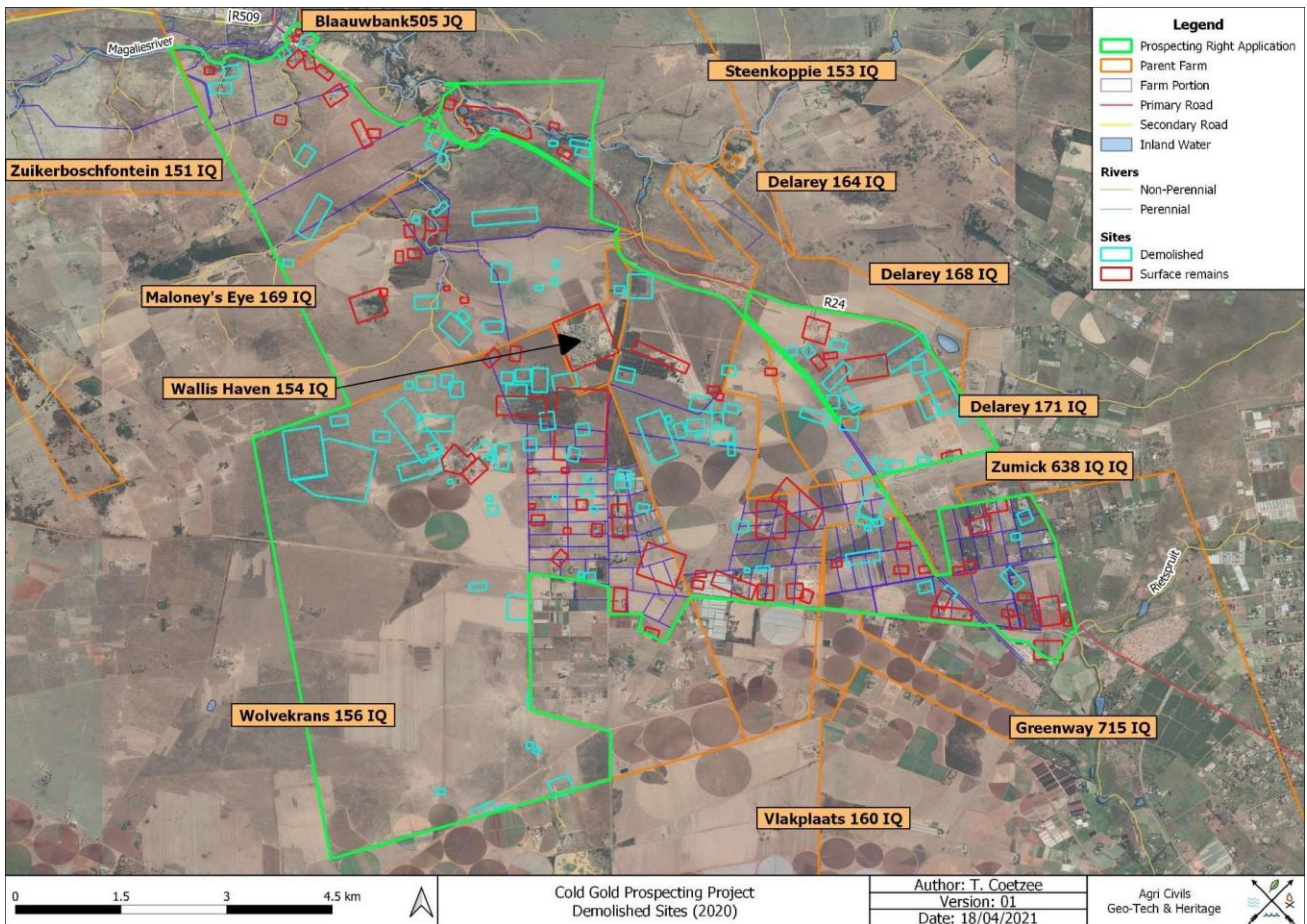 R509
Blaauwbank505 JQ
Magaliesriver
Steenkoppie 153 IQ
Zuikerboschfontein 151 IQ
Delarey 164 IQ
Maloney's Eye 169 IQ
Delarey 168 IQ
R24
Wallis Haven 154 IQ
Delarey 171 IQ
Zumick 638 IQ IQ
Rietspruit
Wolvekrans 156 IQ
Greenway 715 IQ
Vlakplaats 160 IQ
Legend
Prospecting Right Application
Parent Farm
Farm Portion
Primary Road
Secondary Road
Inland Water
Rivers
Non-Perennial
Perennial
Sites
Demolished
Surface remains
0 1.5 3 4.5 km
Cold Gold Prospecting Project
Demolished Sites (2020)
Author: T. Coetzee
Version: 01
Date: 18/04/2021
Agri Civils
Geo-Tech & Heritage